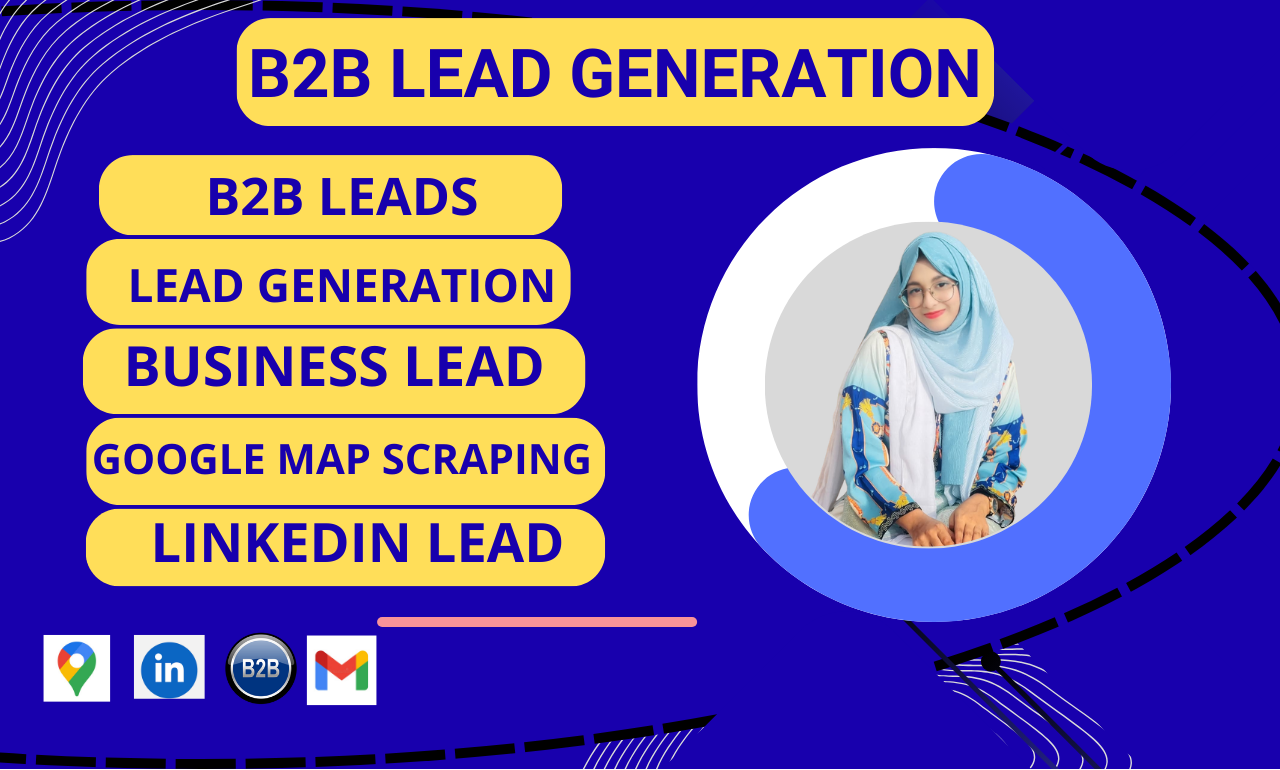 B2B LEAD GENERATION
B2B LEADS
LEAD GENERATION
BUSINESS LEAD
GOOGLE MAP SCRAPING
LINKEDIN LEAD
in
B2B